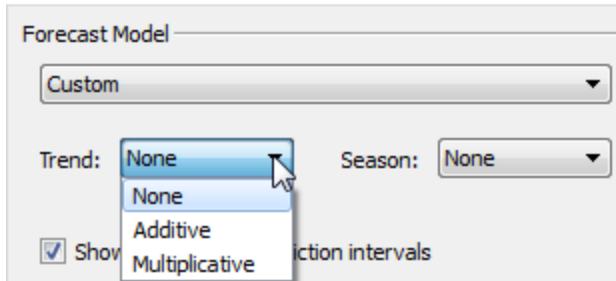 Forecast Model
Custom
Trend: None Season: None
None
Additive
Show iction intervals
Multiplicative